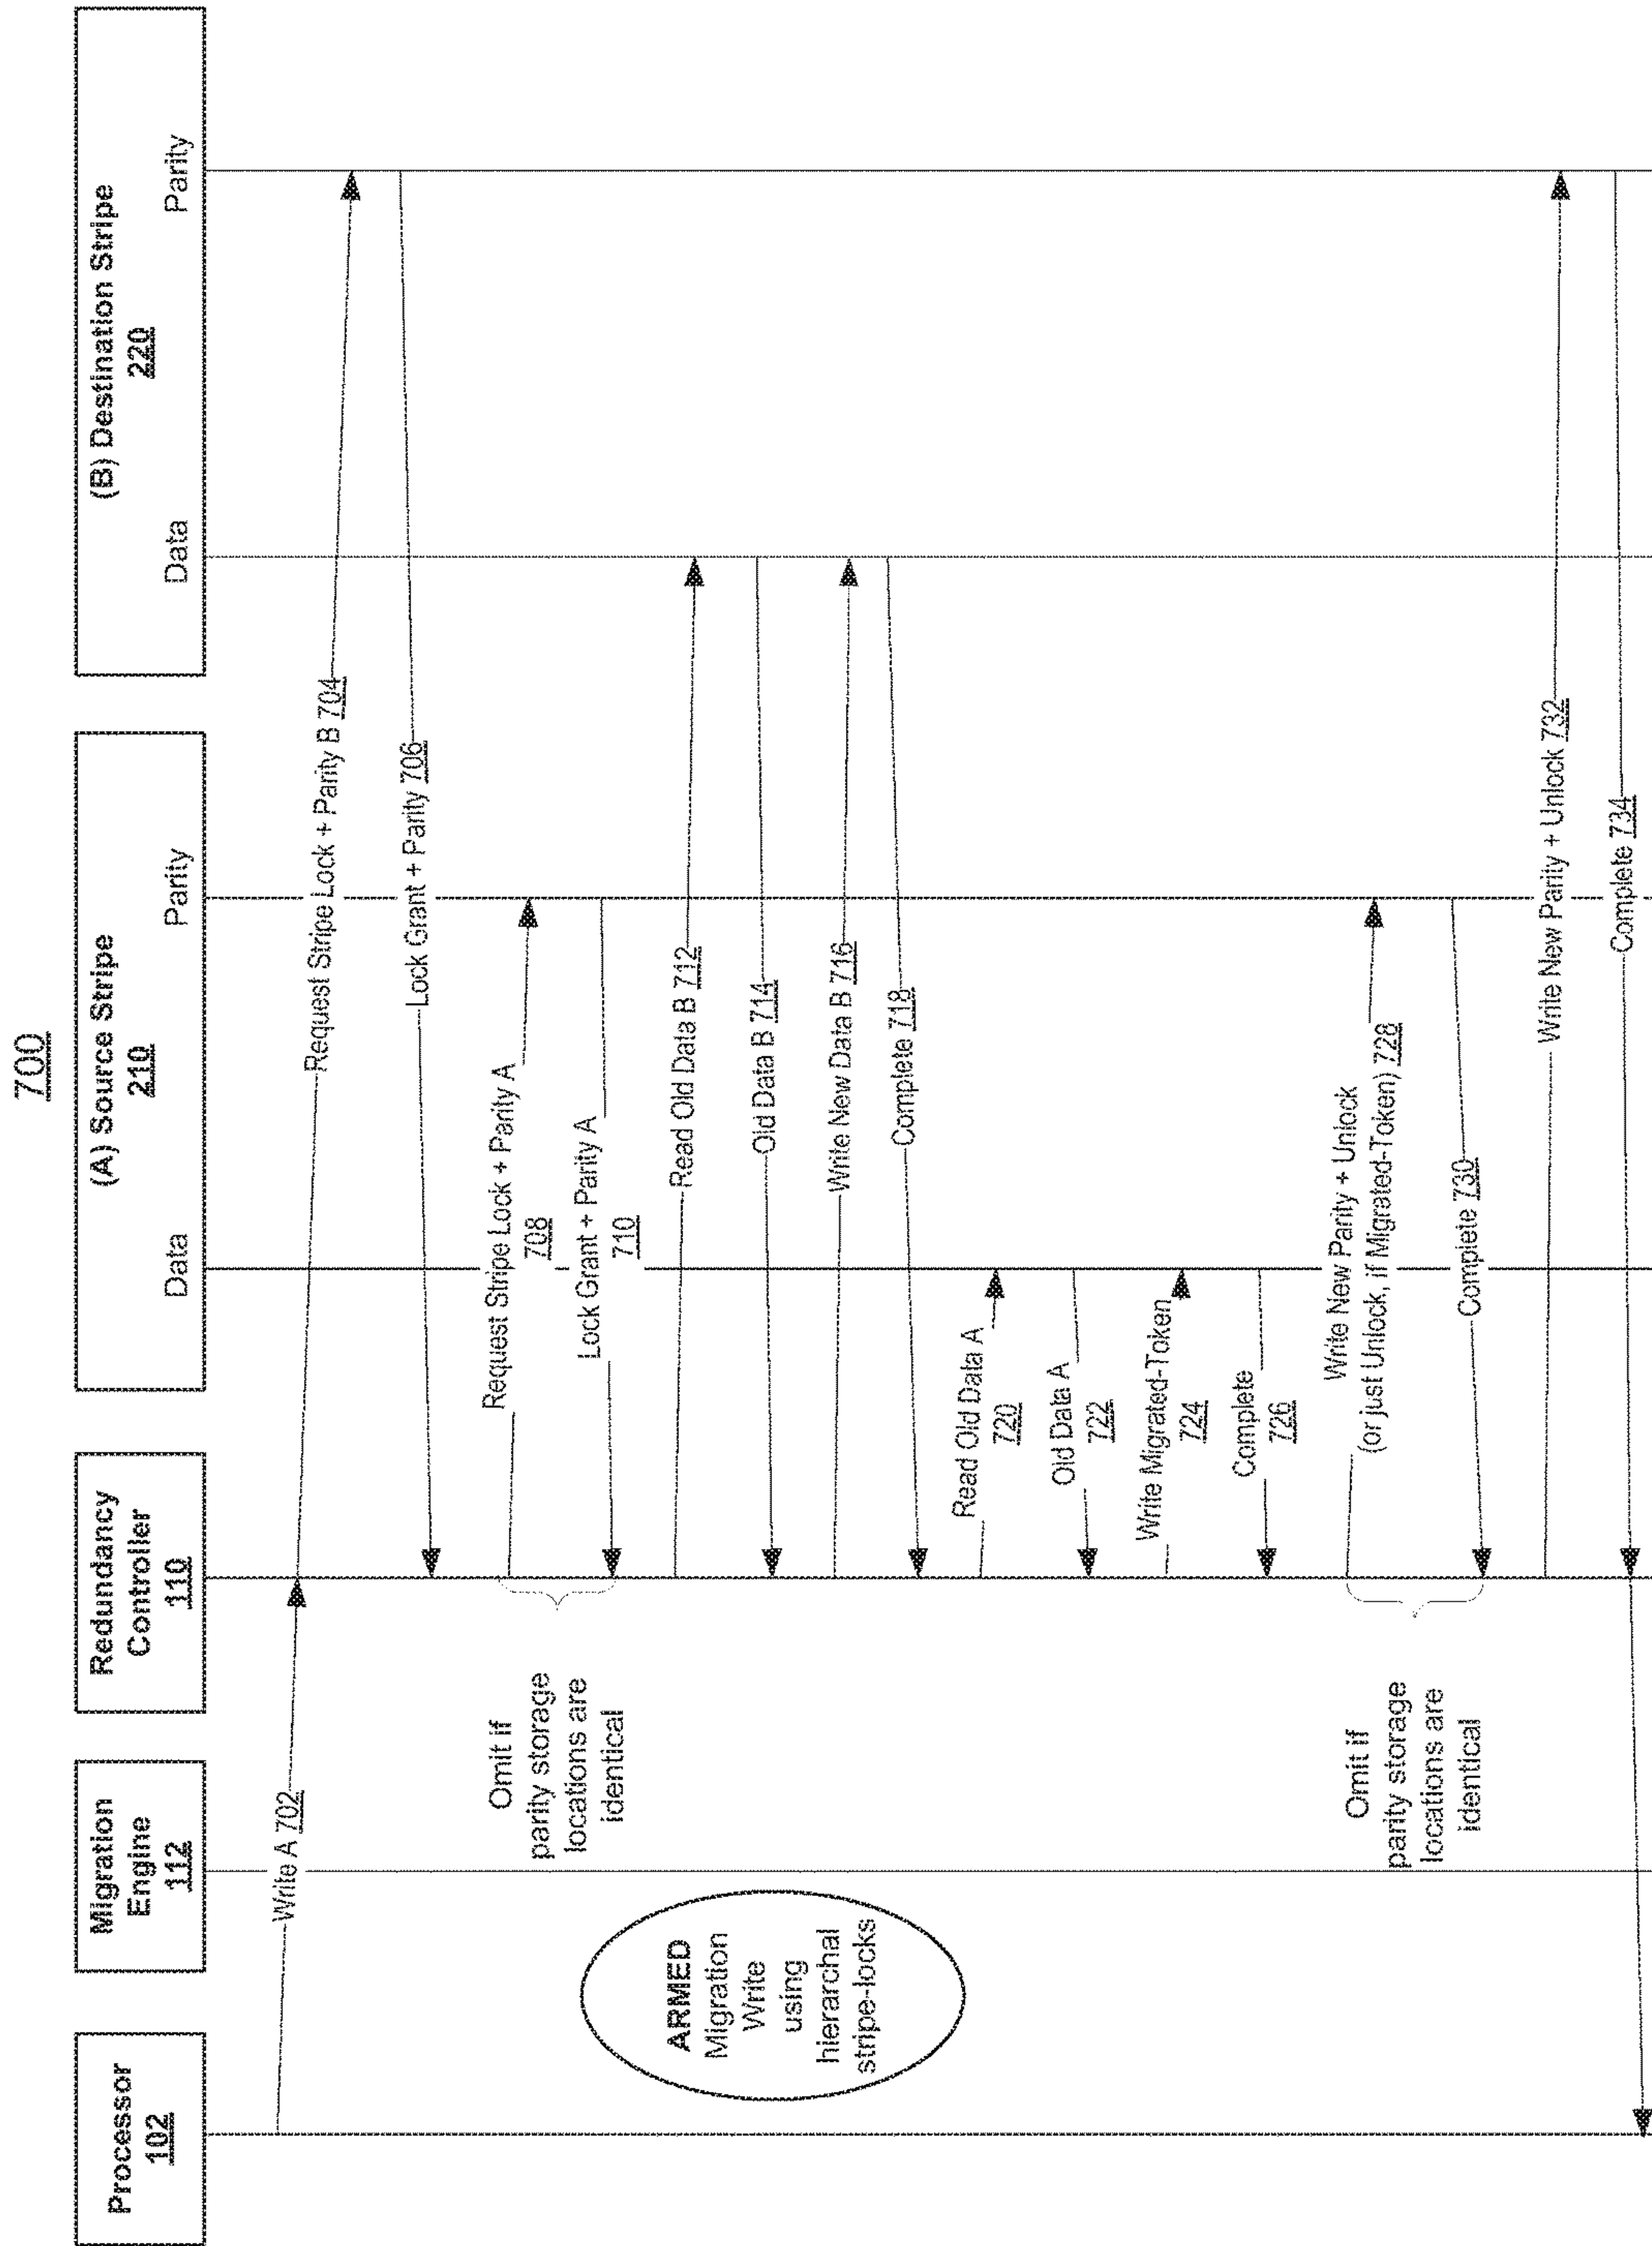 700
Processor
102
Migration
Engine
112
Redundancy
Controller
110
(A) Source Stripe
210
Data
Parity
(B) Destination Stripe
220
Data
Parity
Write A 702
Request Stripe Lock + Parity B 704
Lock Grant + Parity 706
Request Stripe Lock + Parity A
708
Lock Grant + Parity A
710
Omit if
parity storage
locations are
identical
ARMED
Migration
Write
using
hierarchal
stripe-locks
Read Old Data B 712
Old Data B 714
Write New Data B 716
Complete 718
Read Old Data A
720
Old Data A
722
Write Migrated-Token
724
Complete
726
Write New Parity + Unlock
(or just Unlock, if Migrated-Token) 728
Complete 730
Omit if
parity storage
locations are
identical
Write New Parity + Unlock 732
Complete 734